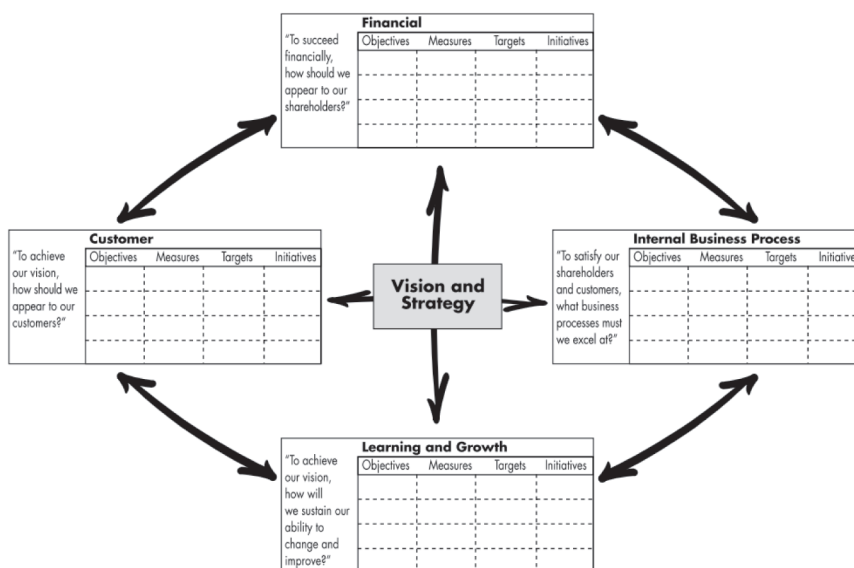 Financial
“To succeed
financially,
how should we
appear to our
shareholders?”
Objectives Measures Targets Initiatives
Customer
“To achieve
our vision,
how should we
appear to our
customers?”
Objectives Measures Targets Initiatives
Vision and
Strategy
Internal Business Process
“To satisfy our
shareholders
and customers,
what business
processes must
we excel at?”
Objectives Measures Targets Initiative
Learning and Growth
“To achieve
our vision,
how will
we sustain our
ability to
change and
improve?”
Objectives Measures Targets Initiatives